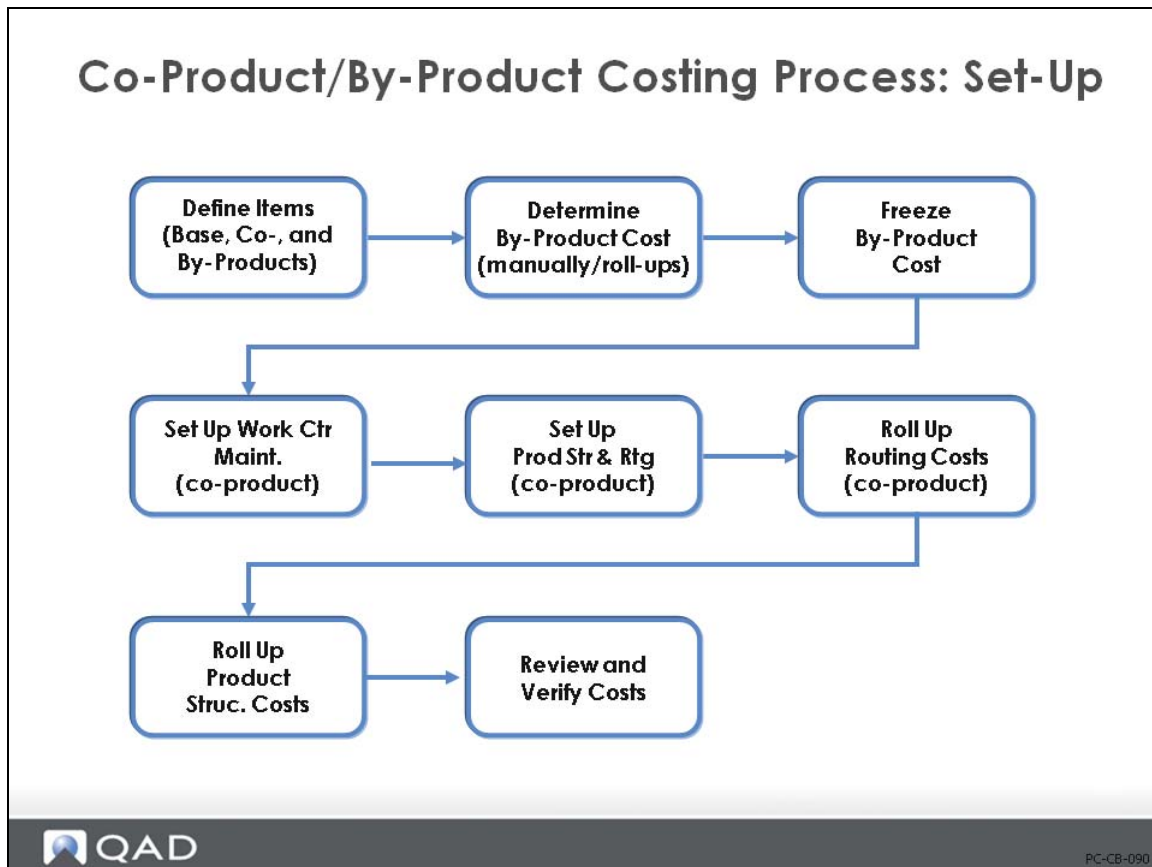 Co-Product/By-Product Costing Process: Set-Up
Define Items
(Base, Co-, and
By-Products)
Determine
By-Product Cost
(manually/roll-ups)
Freeze
By-Product
Cost
Set Up Work Ctr
Maint.
(co-product)
Set Up
Prod Str & Rtg
(co-product)
Roll Up
Routing Costs
(co-product)
Roll Up
Product
Struc. Costs
Review and
Verify Costs
QAD
PC-CB-090